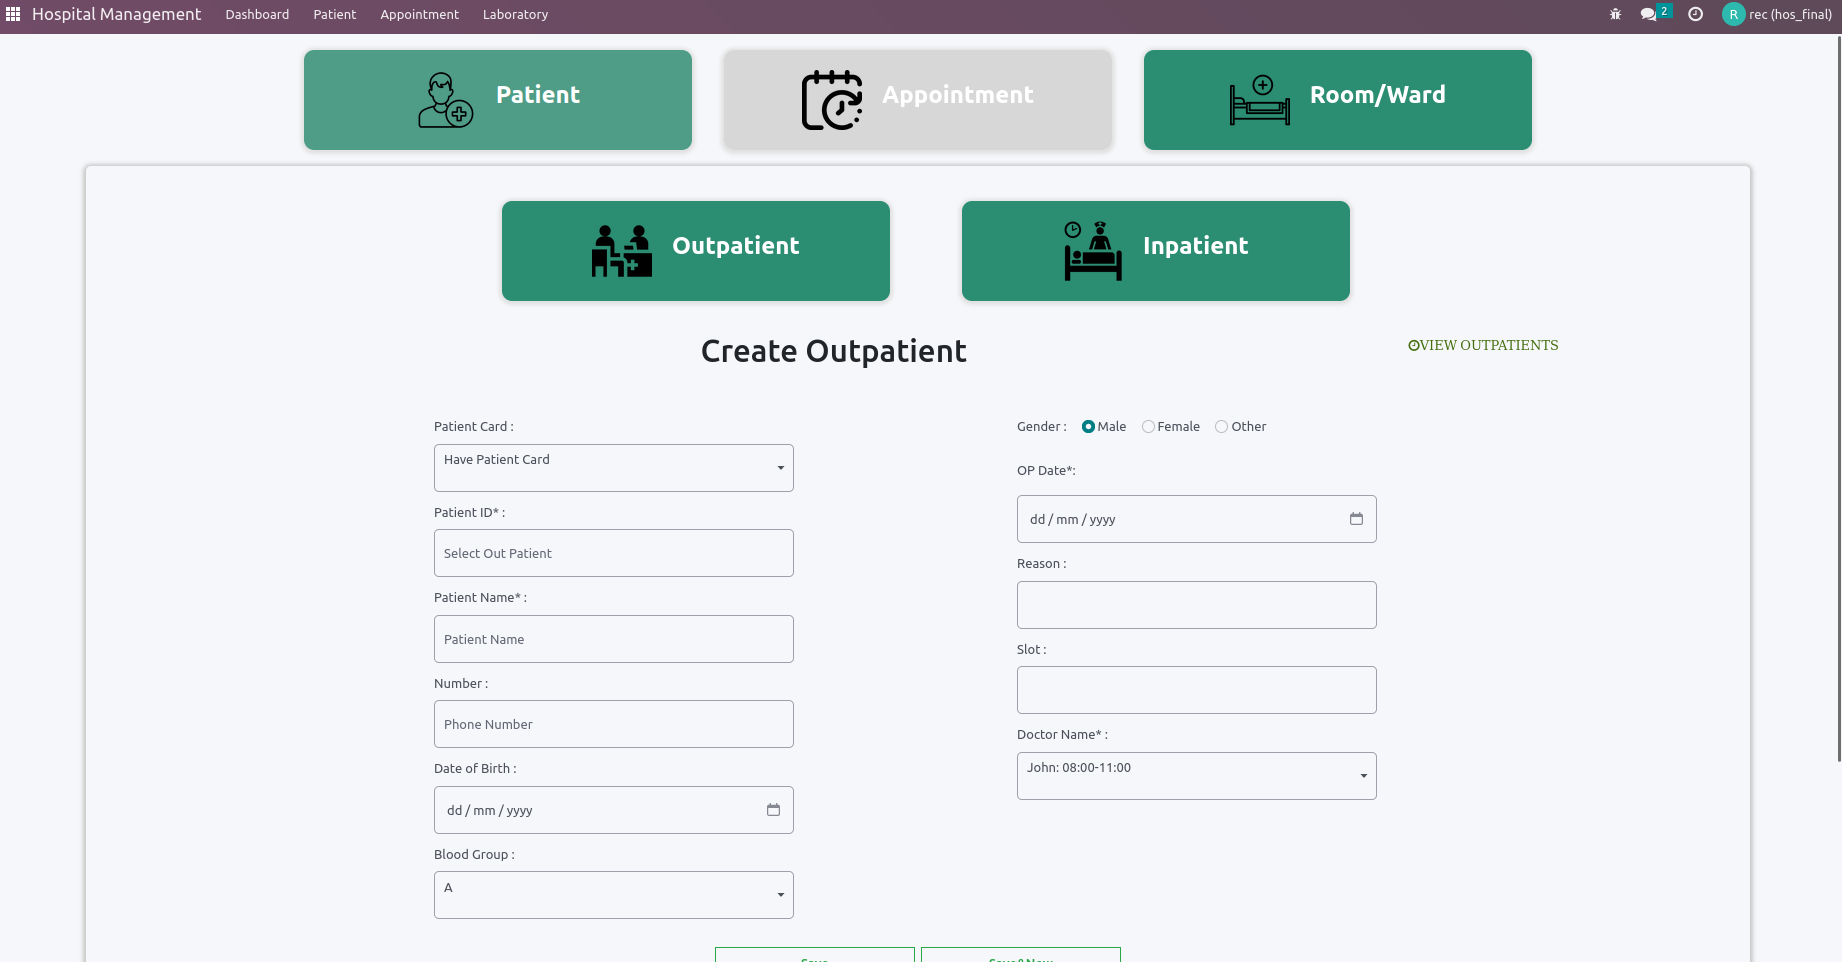 Hospital Management Dashboard Patient Appointment Laboratory 2 R rec (hos_final)
Patient Appointment Room/Ward
Outpatient Inpatient
Create Outpatient
VIEW OUTPATIENTS
Patient Card :
Have Patient Card
Patient ID* :
Select Out Patient
Patient Name* :
Patient Name
Number :
Phone Number
Date of Birth :
dd / mm / yyyy
Blood Group :
A
Gender : Male Female Other
OP Date*:
dd / mm / yyyy
Reason :
Slot :
Doctor Name* :
John: 08:00-11:00